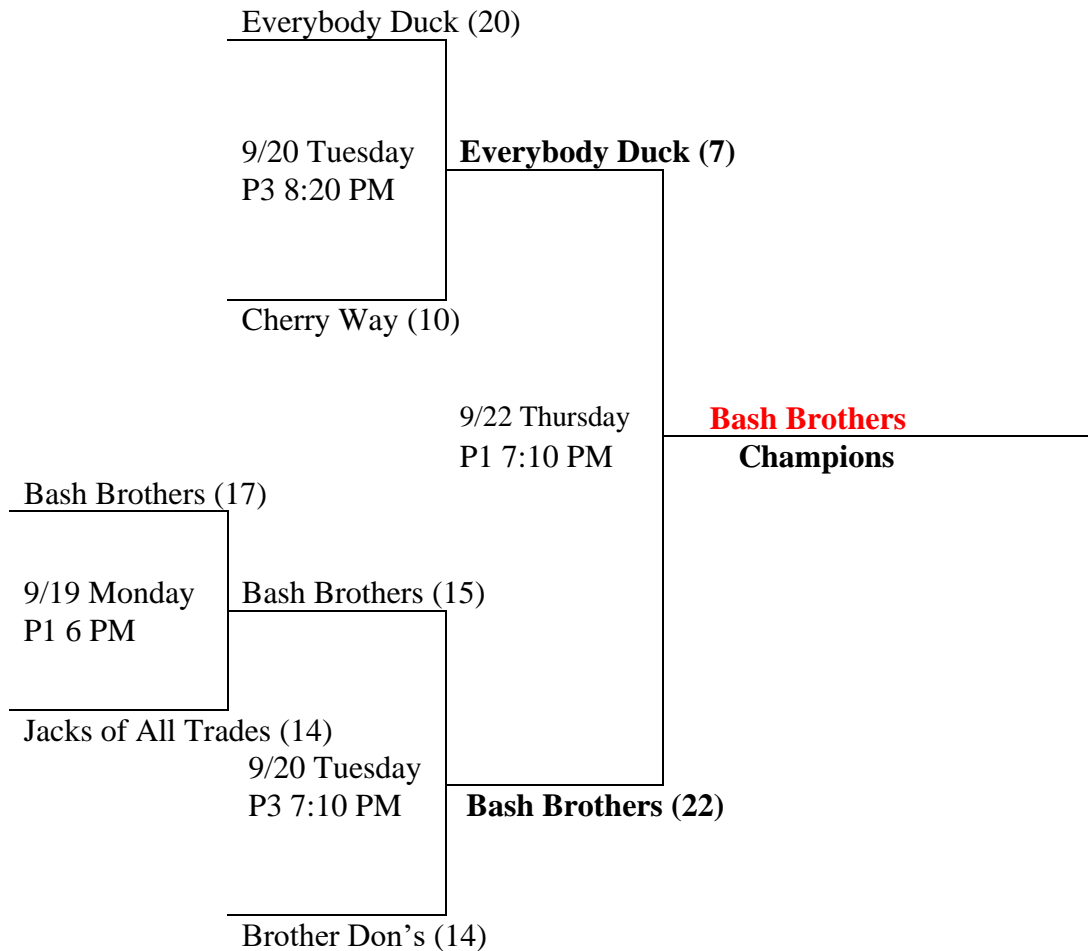 Everybody Duck (20)
9/20 Tuesday
P3 8:20 PM
Everybody Duck (7)
Cherry Way (10)
9/22 Thursday
P1 7:10 PM
Bash Brothers
Champions
Bash Brothers (17)
9/19 Monday
P1 6 PM
Bash Brothers (15)
Jacks of All Trades (14)
9/20 Tuesday
P3 7:10 PM
Bash Brothers (22)
Brother Don’s (14)